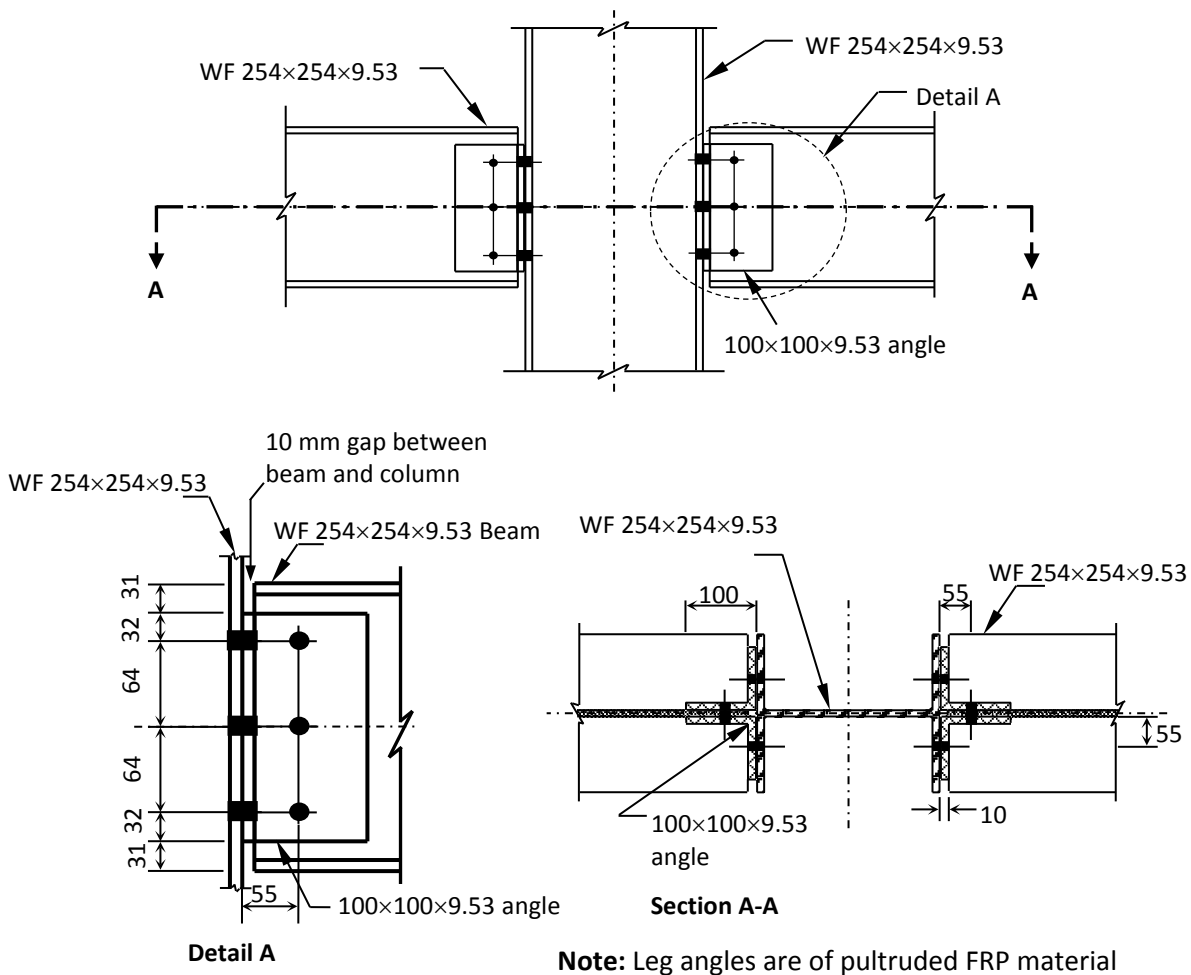 WF 254×254×9.53
WF 254×254×9.53
Detail A
A
A
100×100×9.53 angle
10 mm gap between
beam and column
WF 254×254×9.53
WF 254×254×9.53 Beam
31
32
64
64
32
31
55
100×100×9.53 angle
Detail A
WF 254×254×9.53
WF 254×254×9.53
100
55
55
10
100×100×9.53
angle
Section A-A
Note: Leg angles are of pultruded FRP material